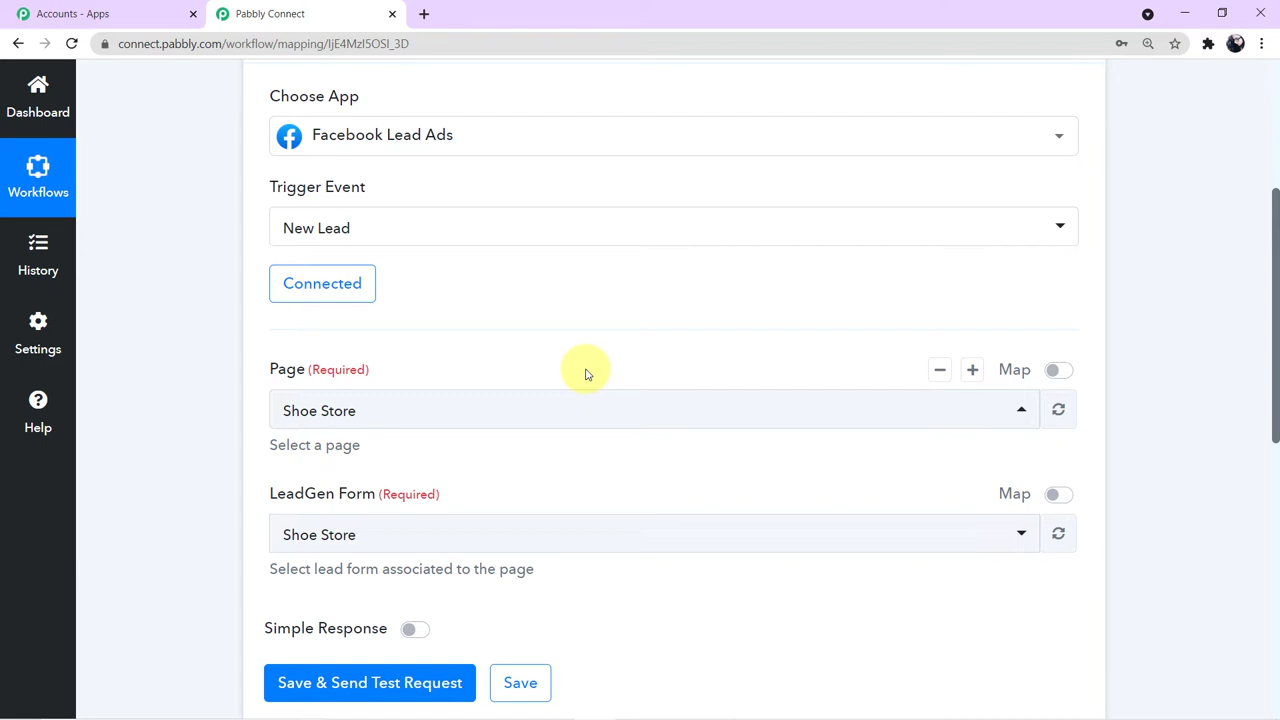 Accounts - Apps
Pabbly Connect
connect.pabbly.com/workflow/mapping/IjE4MzI5OSI_3D
Dashboard
Workflows
History
Settings
Help
Choose App
Facebook Lead Ads
Trigger Event
New Lead
Connected
Page (Required)
Map
Shoe Store
Select a page
LeadGen Form (Required)
Map
Shoe Store
Select lead form associated to the page
Simple Response
Save & Send Test Request
Save